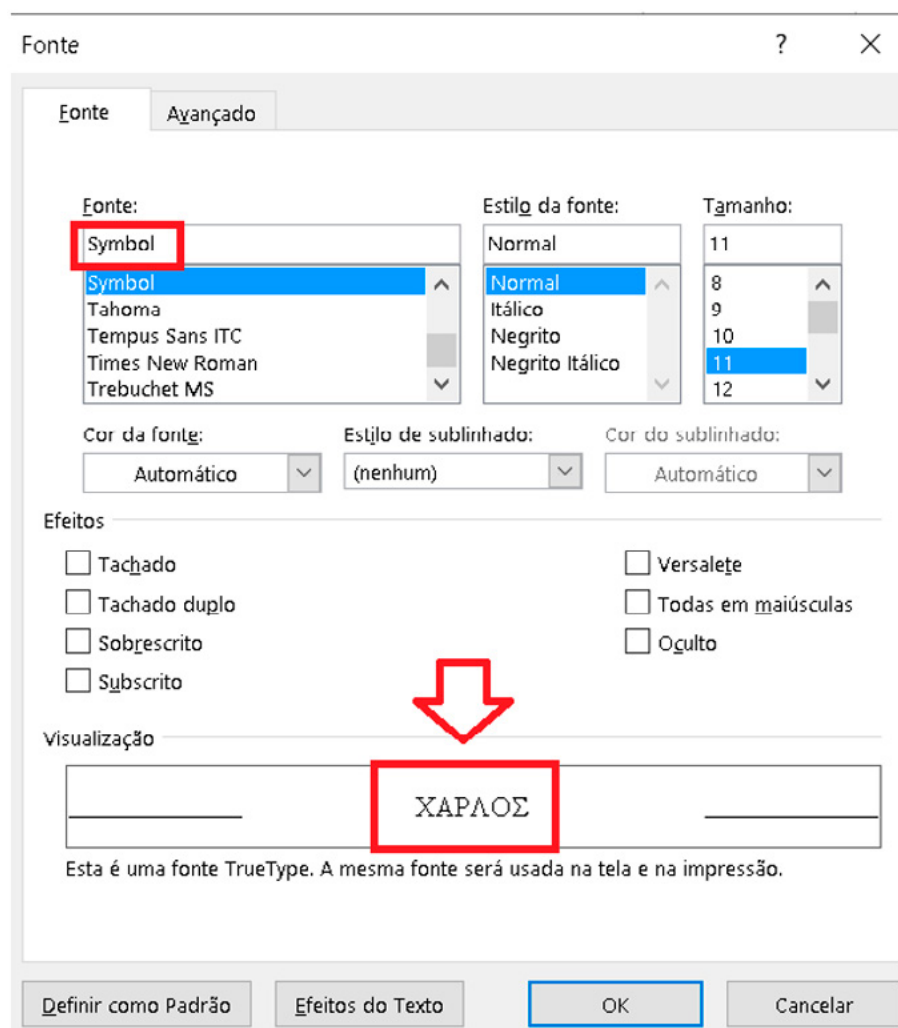 Fonte ?
Fonte Avançado
Fonte: Estilo da fonte: Tamanho:
Symbol Normal 11
Symbol Normal 8
Tahoma Itálico 9
Tempus Sans ITC Negrito 10
Times New Roman Negrito Itálico 11
Trebuchet MS 12
Cor da fonte: Estilo de sublinhado: Cor do sublinhado:
Automático (nenhum) Automático
Efeitos
Tachado Versalete
Tachado duplo Todas em maiúsculas
Sobrescrito Oculto
Subscrito
Visualização
ΧΑΡΛΟΣ
Esta é uma fonte TrueType. A mesma fonte será usada na tela e na impressão.
Definir como Padrão Efeitos do Texto OK Cancelar